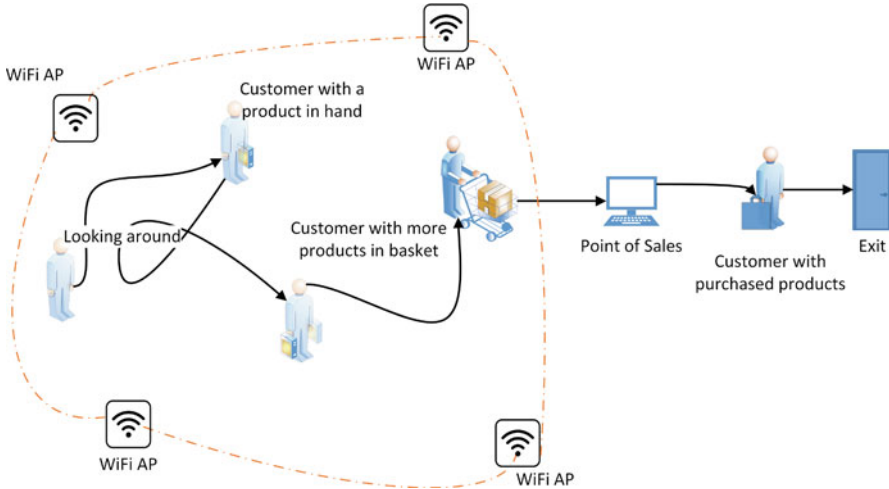 WiFi AP
WiFi AP
Customer with a
product in hand
Looking around
Customer with more
products in basket
Point of Sales
Exit
Customer with
purchased products
WiFi AP
WiFi AP